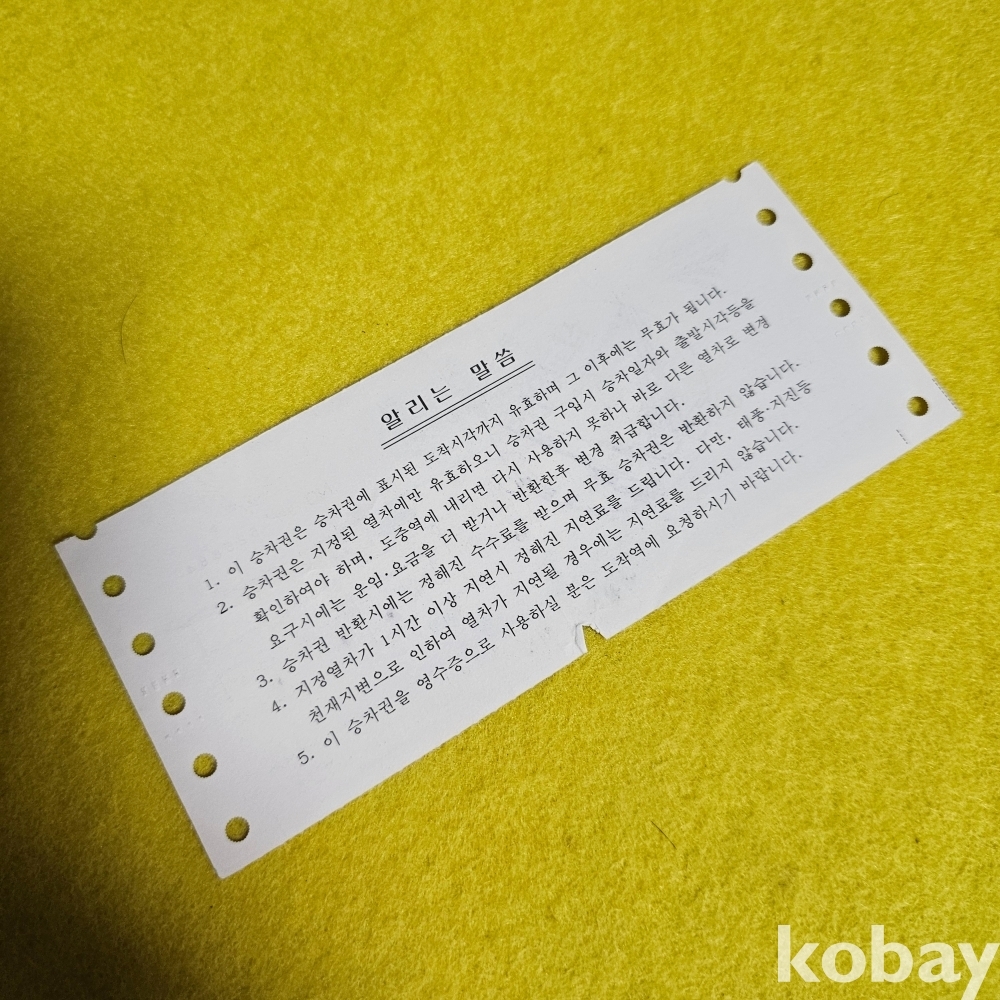 알리는 말씀
1. 이 승차권은 승차권에 표시된 도착시각까지 유효하며 그 이후에는 무효가 됩니다.
2. 승차권은 지정된 열차에만 유효하오니 승차권 구입시 승차일자와 출발시각등을
확인하여야 하며, 도중역에 내리면 다시 사용하지 못하나 바로 다른 열차로 변경
요구시에는 운임·요금을 더 받거나 반환한후 변경 취급합니다.
3. 승차권 반환시에는 정해진 수수료를 받으며 무효 승차권은 반환하지 않습니다.
4. 지정열차가 1시간 이상 지연시 정해진 지연료를 드립니다. 다만, 태풍·지진등
천재지변으로 인하여 열차가 지연될 경우에는 지연료를 드리지 않습니다.
5. 이 승차권을 영수증으로 사용하실 분은 도착역에 요청하시기 바랍니다.
kobay